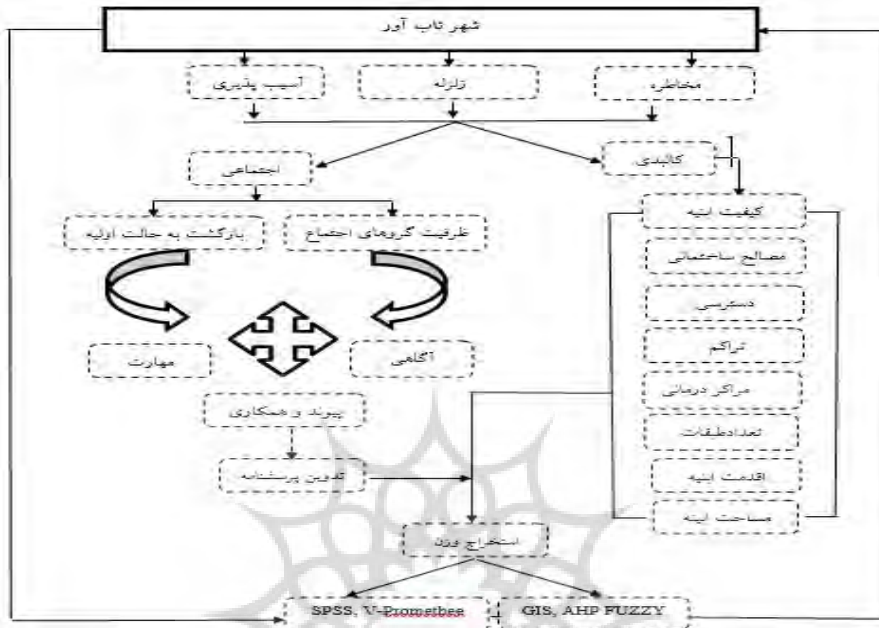 شهر تاب آور
مخاطره
زلزله
آسیب پذیری
کالبدی
اجتماعی
کیفیت ابنیه
ظرفیت گروهای اجتماع
بازگشت به حالت اولیه
مصالح ساختمانی
دسترسی
تراکم
آگاهی
مهارت
مراکز درمانی
پیوند و همکاری
تعدادطبقات
تدوین پرسشنامه
اقدمت ابنیه
مساحت ابنیه
استخراج وزن
SPSS, V-Promethee
GIS, AHP FUZZY